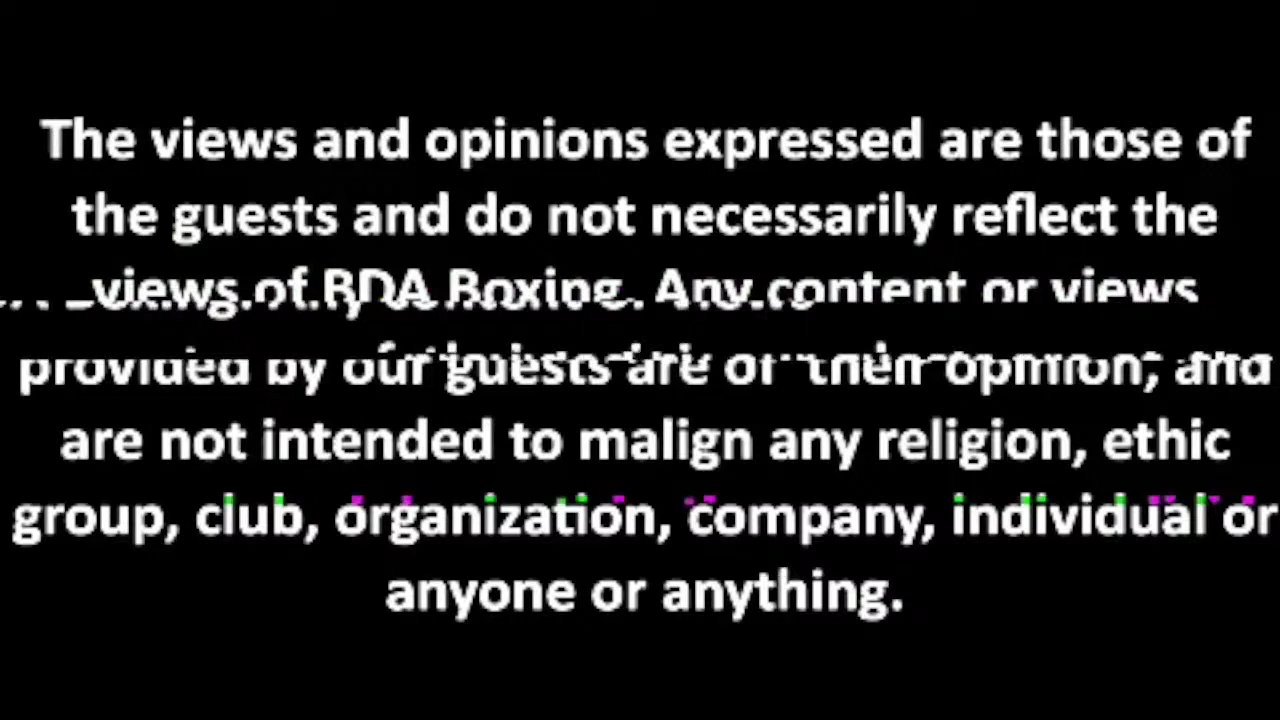 The views and opinions expressed are those of
the guests and do not necessarily reflect the
views of RDA Boxing. Any content or views
provided by our guests are of their opinion, and
are not intended to malign any religion, ethic
group, club, organization, company, individual or
anyone or anything.